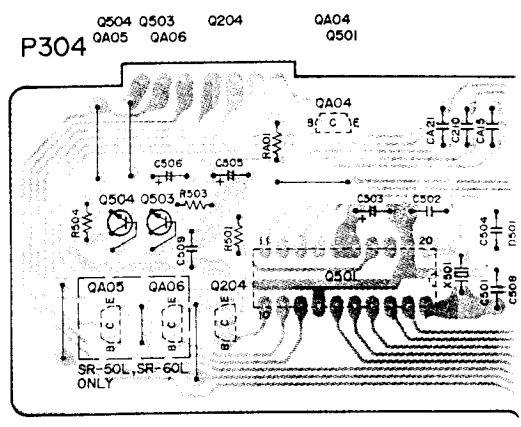 Q504 Q503 Q204 QA04
QA05 QA06 Q501
P304
QA04
B C E
RA01
CA21
C210
CA15
C506
C505
R503
Q504 Q503
R504
C503
C502
R501
C504
D501
11
20
Q501
X501
C501
C508
QA05 QA06 Q204
E
C
B
E
C
B
E
C
B
SR-50L, SR-60L
ONLY